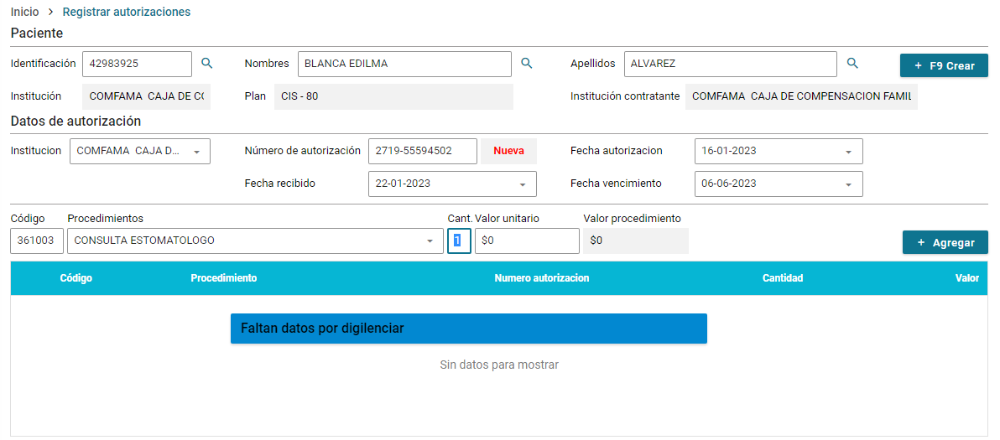 Inicio > Registrar autorizaciones
Paciente
Identificación 42983925 Nombres BLANCA EDILMA Apellidos ALVAREZ + F9 Crear
Institución COMFAMA CAJA DE CO Plan CIS - 80 Institución contratante COMFAMA CAJA DE COMPENSACION FAMIL
Datos de autorización
Institucion COMFAMA CAJA D... Número de autorización 2719-55594502 Nueva Fecha autorizacion 16-01-2023
Fecha recibido 22-01-2023 Fecha vencimiento 06-06-2023
Código Procedimientos Cant. Valor unitario Valor procedimiento
361003 CONSULTA ESTOMATOLOGO 1 $0 $0 + Agregar
Código Procedimiento Numero autorizacion Cantidad Valor
Faltan datos por digilenciar
Sin datos para mostrar